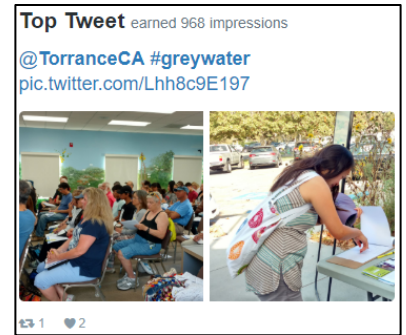 Top Tweet earned 968 impressions
@TorranceCA #greywater
pic.twitter.com/Lhh8c9E197
1 2